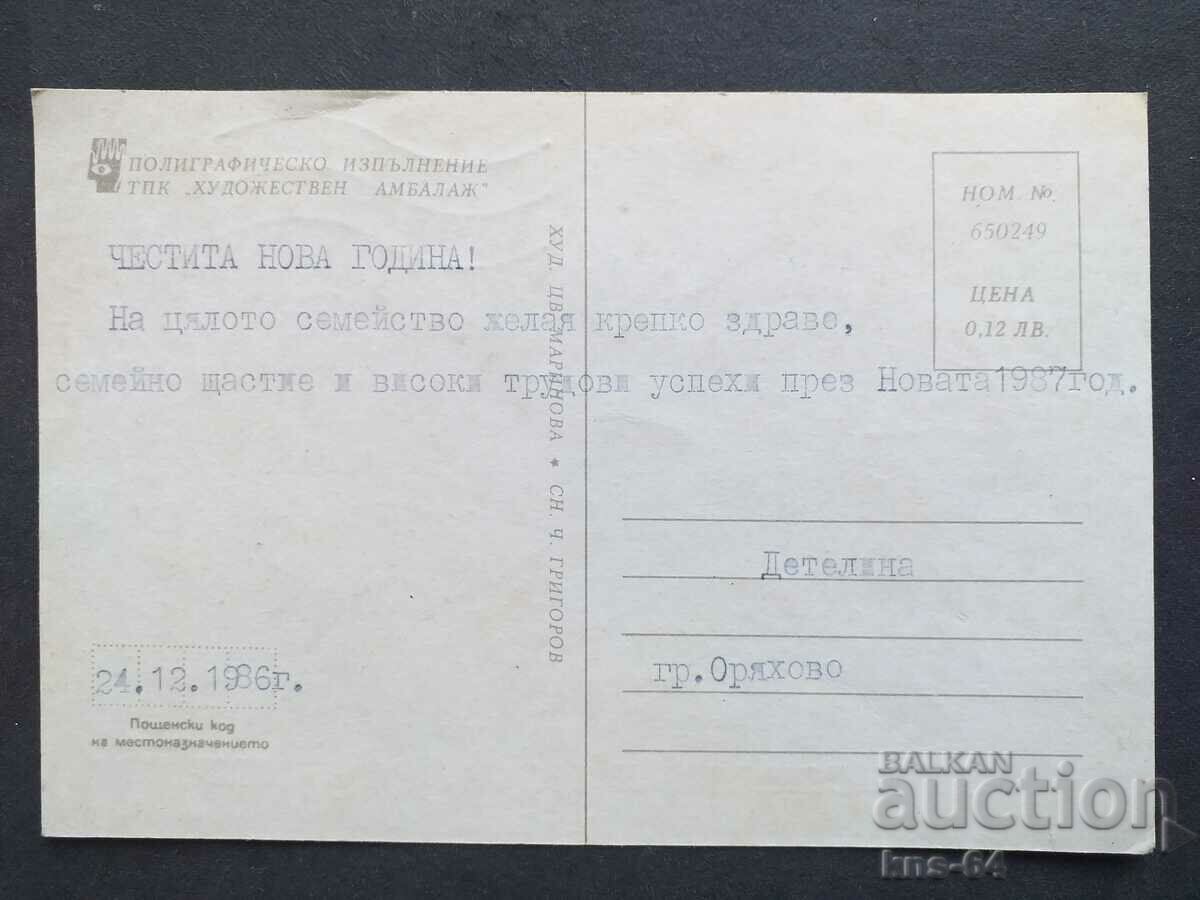 ПОЛИГРАФИЧЕСКО ИЗПЪЛНЕНИЕ
ТПК „ХУДОЖЕСТВЕН АМБАЛАЖ"
ЧЕСТИТА НОВА ГОДИНА!
На цялото семейство желая крепко здраве,
семейно щастие и високи трудови успехи през Новата 1987год.
24.12.1986г.
Пощенски код
на местоназначението
ХУД. ЦВ. МАРИНОВА ★ СН. Ч. ГРИГОРОВ
НОМ. №
650249
ЦЕНА
0,12 ЛВ.
Детелина
гр.Оряхово
BALKAN
auction
kns-64